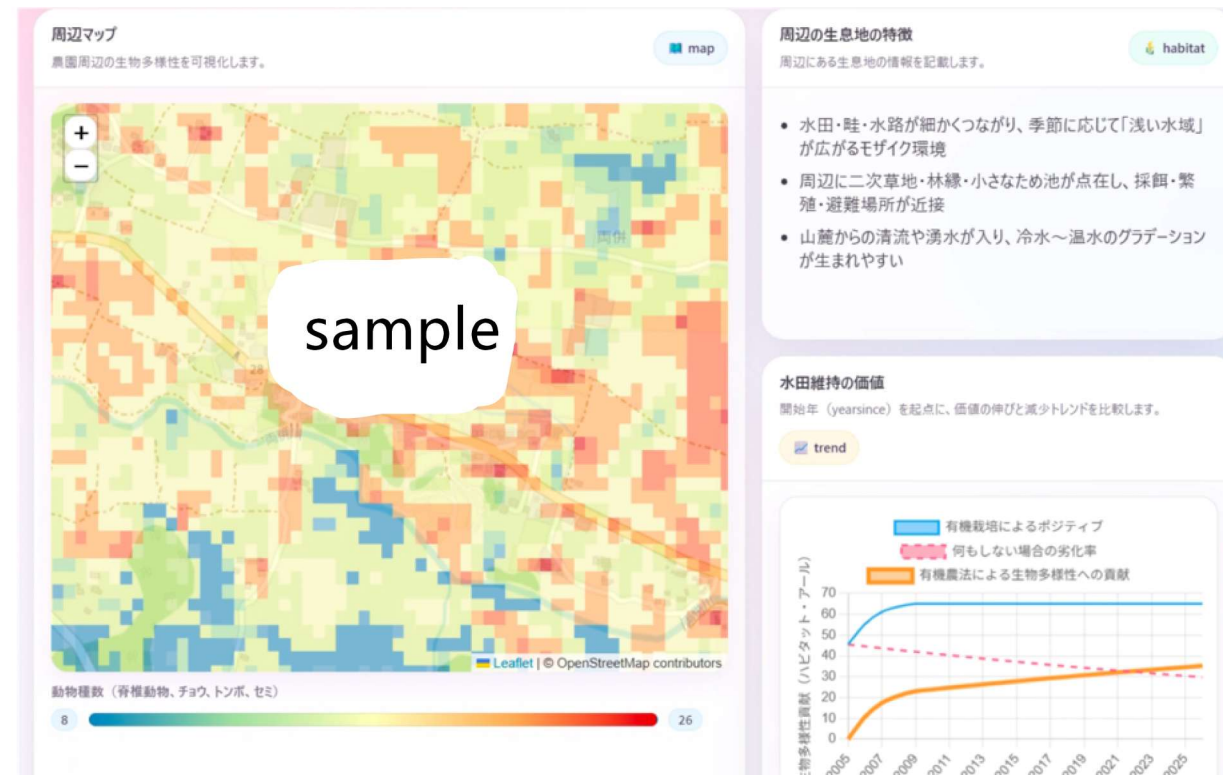 周辺マップ
農園周辺の生物多様性を可視化します。
map
+
−
両併
28
sample
Leaflet | © OpenStreetMap contributors
動物種数（脊椎動物、チョウ、トンボ、セミ）
8
26
周辺の生息地の特徴
周辺にある生息地の情報を記載します。
habitat
• 水田・畦・水路が細かくつながり、季節に応じて「浅い水域」
が広がるモザイク環境
• 周辺に二次草地・林縁・小さなため池が点在し、採餌・繁
殖・避難場所が近接
• 山麓からの清流や湧水が入り、冷水～温水のグラデーション
が生まれやすい
水田維持の価値
開始年（yearsince）を起点に、価値の伸びと減少トレンドを比較します。
trend
有機栽培によるポジティブ
何もしない場合の劣化率
有機農法による生物多様性への貢献
物多様性貢献（ハビタット・アール）
70
60
50
40
30
20
10
0
2005
2007
2009
2011
2013
2015
2017
2019
2021
2023
2025